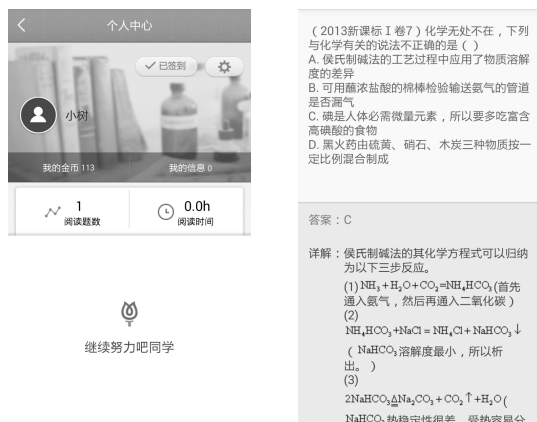 个人中心
已签到
小树
我的金币 113
我的信息 0
1
阅读题数
0.0h
阅读时间
继续努力吧同学
（2013新课标Ⅰ卷7）化学无处不在，下列
与化学有关的说法不正确的是（ ）
A. 侯氏制碱法的工艺过程中应用了物质溶解
度的差异
B. 可用蘸浓盐酸的棉棒检验输送氨气的管道
是否漏气
C. 碘是人体必需微量元素，所以要多吃富含
高碘酸的食物
D. 黑火药由硫黄、硝石、木炭三种物质按一
定比例混合制成
答案：C
详解：侯氏制碱法的其化学方程式可以归纳
为以下三步反应。
(1) NH₃+H₂O+CO₂=NH₄HCO₃(首先
通入氨气，然后再通入二氧化碳）
(2)
NH₄HCO₃+NaCl = NH₄Cl+NaHCO₃↓
（ NaHCO₃溶解度最小，所以析
出。）
(3)
2NaHCO₃≜Na₂CO₃+CO₂↑+H₂O (
NaHCO₃ 热稳定性很差，受热容易分